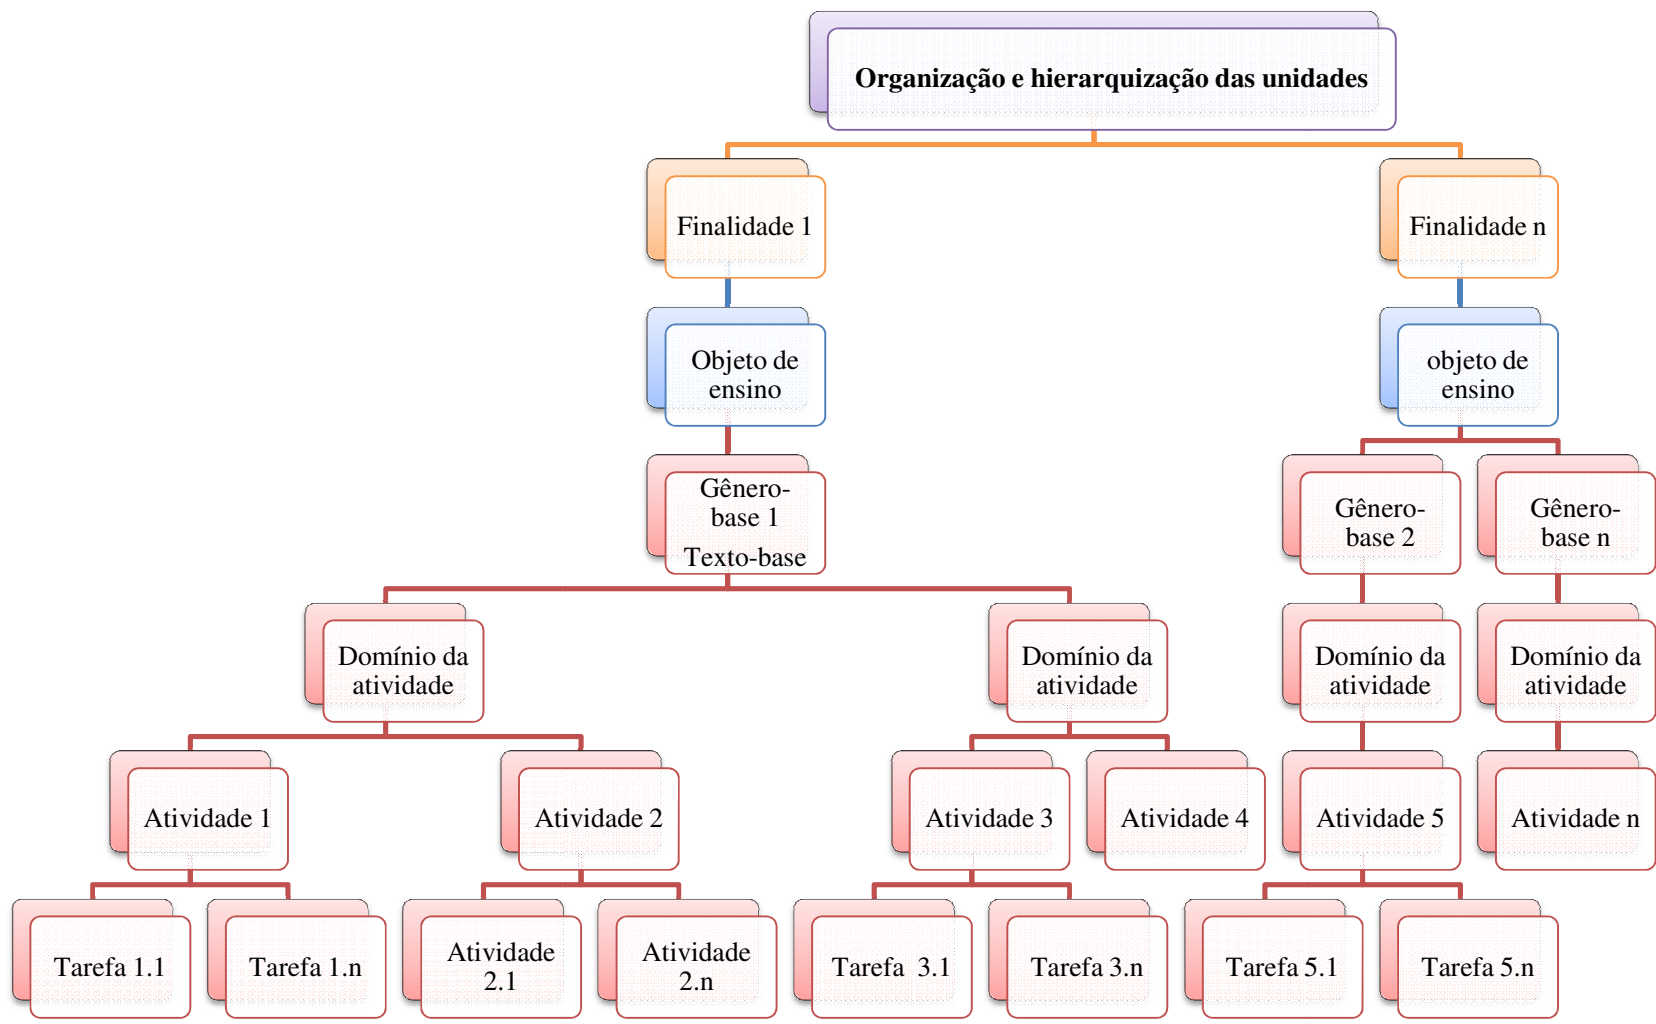 Organização e hierarquização das unidades
Finalidade 1
Finalidade n
Objeto de
ensino
objeto de
ensino
Gênero-
base 1
Texto-base
Gênero-
base 2
Gênero-
base n
Domínio da
atividade
Domínio da
atividade
Domínio da
atividade
Domínio da
atividade
Atividade 1
Atividade 2
Atividade 3
Atividade 4
Atividade 5
Atividade n
Tarefa 1.1
Tarefa 1.n
Atividade
2.1
Atividade
2.n
Tarefa  3.1
Tarefa 3.n
Tarefa 5.1
Tarefa 5.n